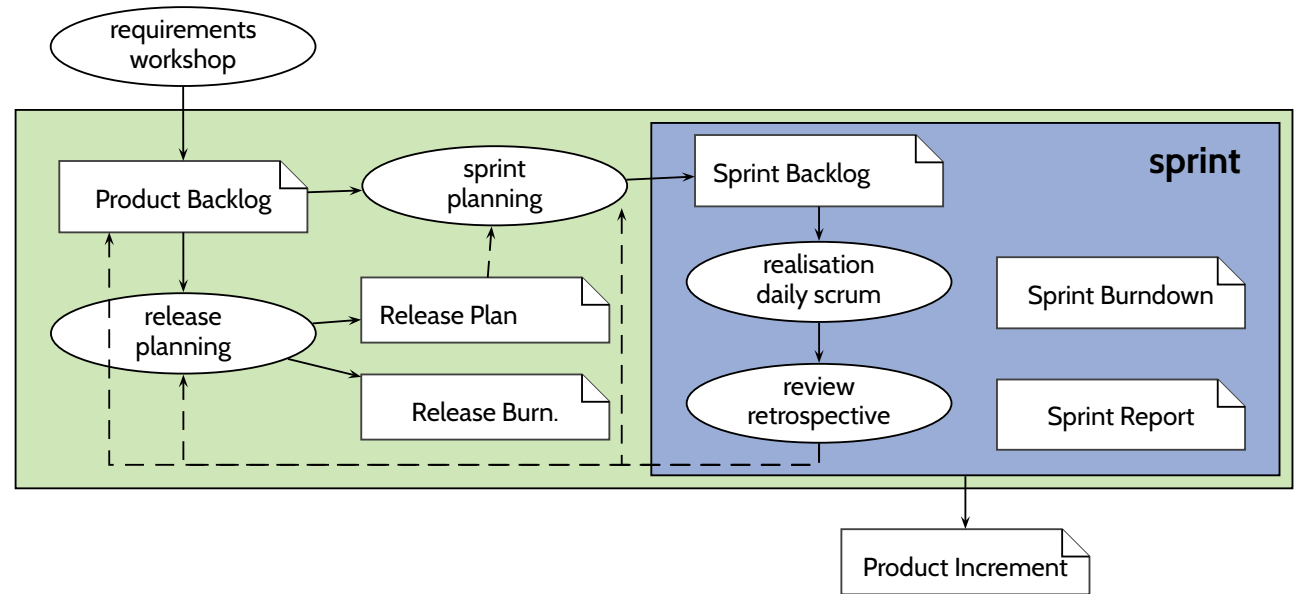 requirements
workshop
sprint
planning
Product Backlog
Sprint Backlog
sprint
realisation
daily scrum
Sprint Burndown
release
planning
Release Plan
Release Burn.
review
retrospective
Sprint Report
Product Increment